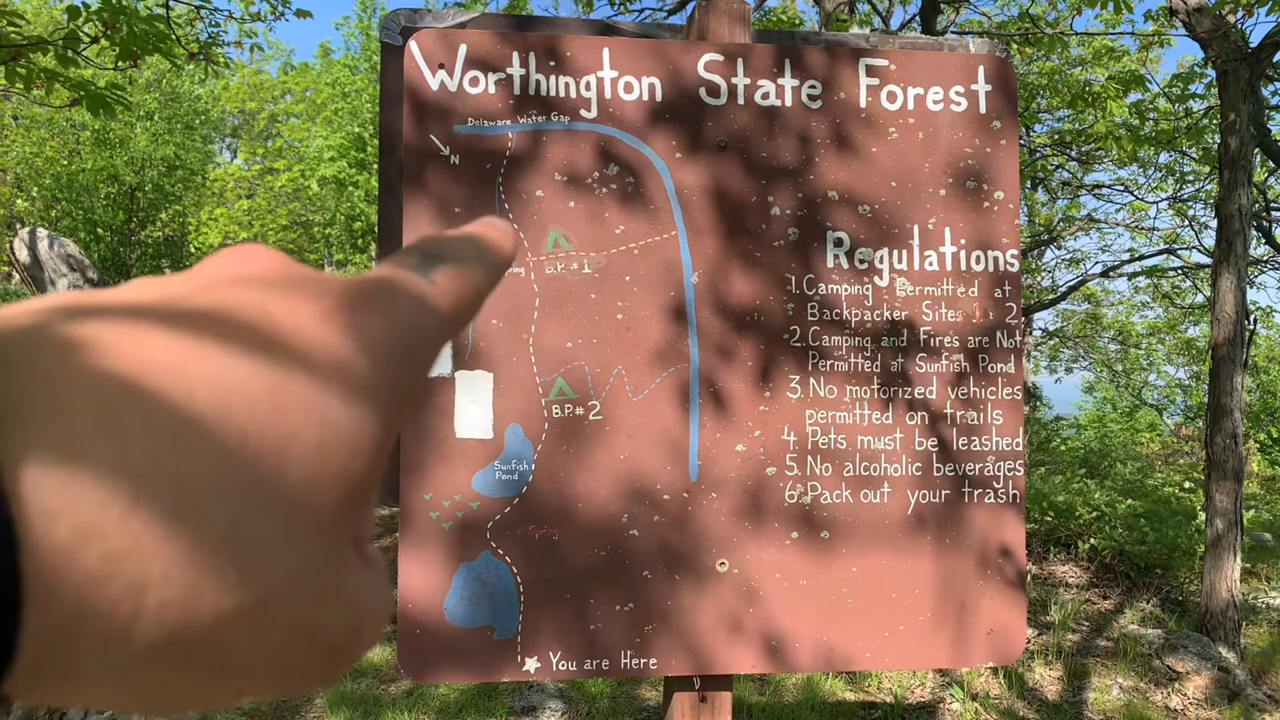 Worthington State Forest
Delaware Water Gap
N
B.P. #1
B.P.# 2
Sunfish
Pond
Spring
You are Here
Regulations
1. Camping Permitted at
Backpacker Sites 2
2. Camping and Fires are Not
Permitted at Sunfish Pond
3. No motorized vehicles
permitted on trails
4. Pets must be leashed
5. No alcoholic beverages
6. Pack out your trash